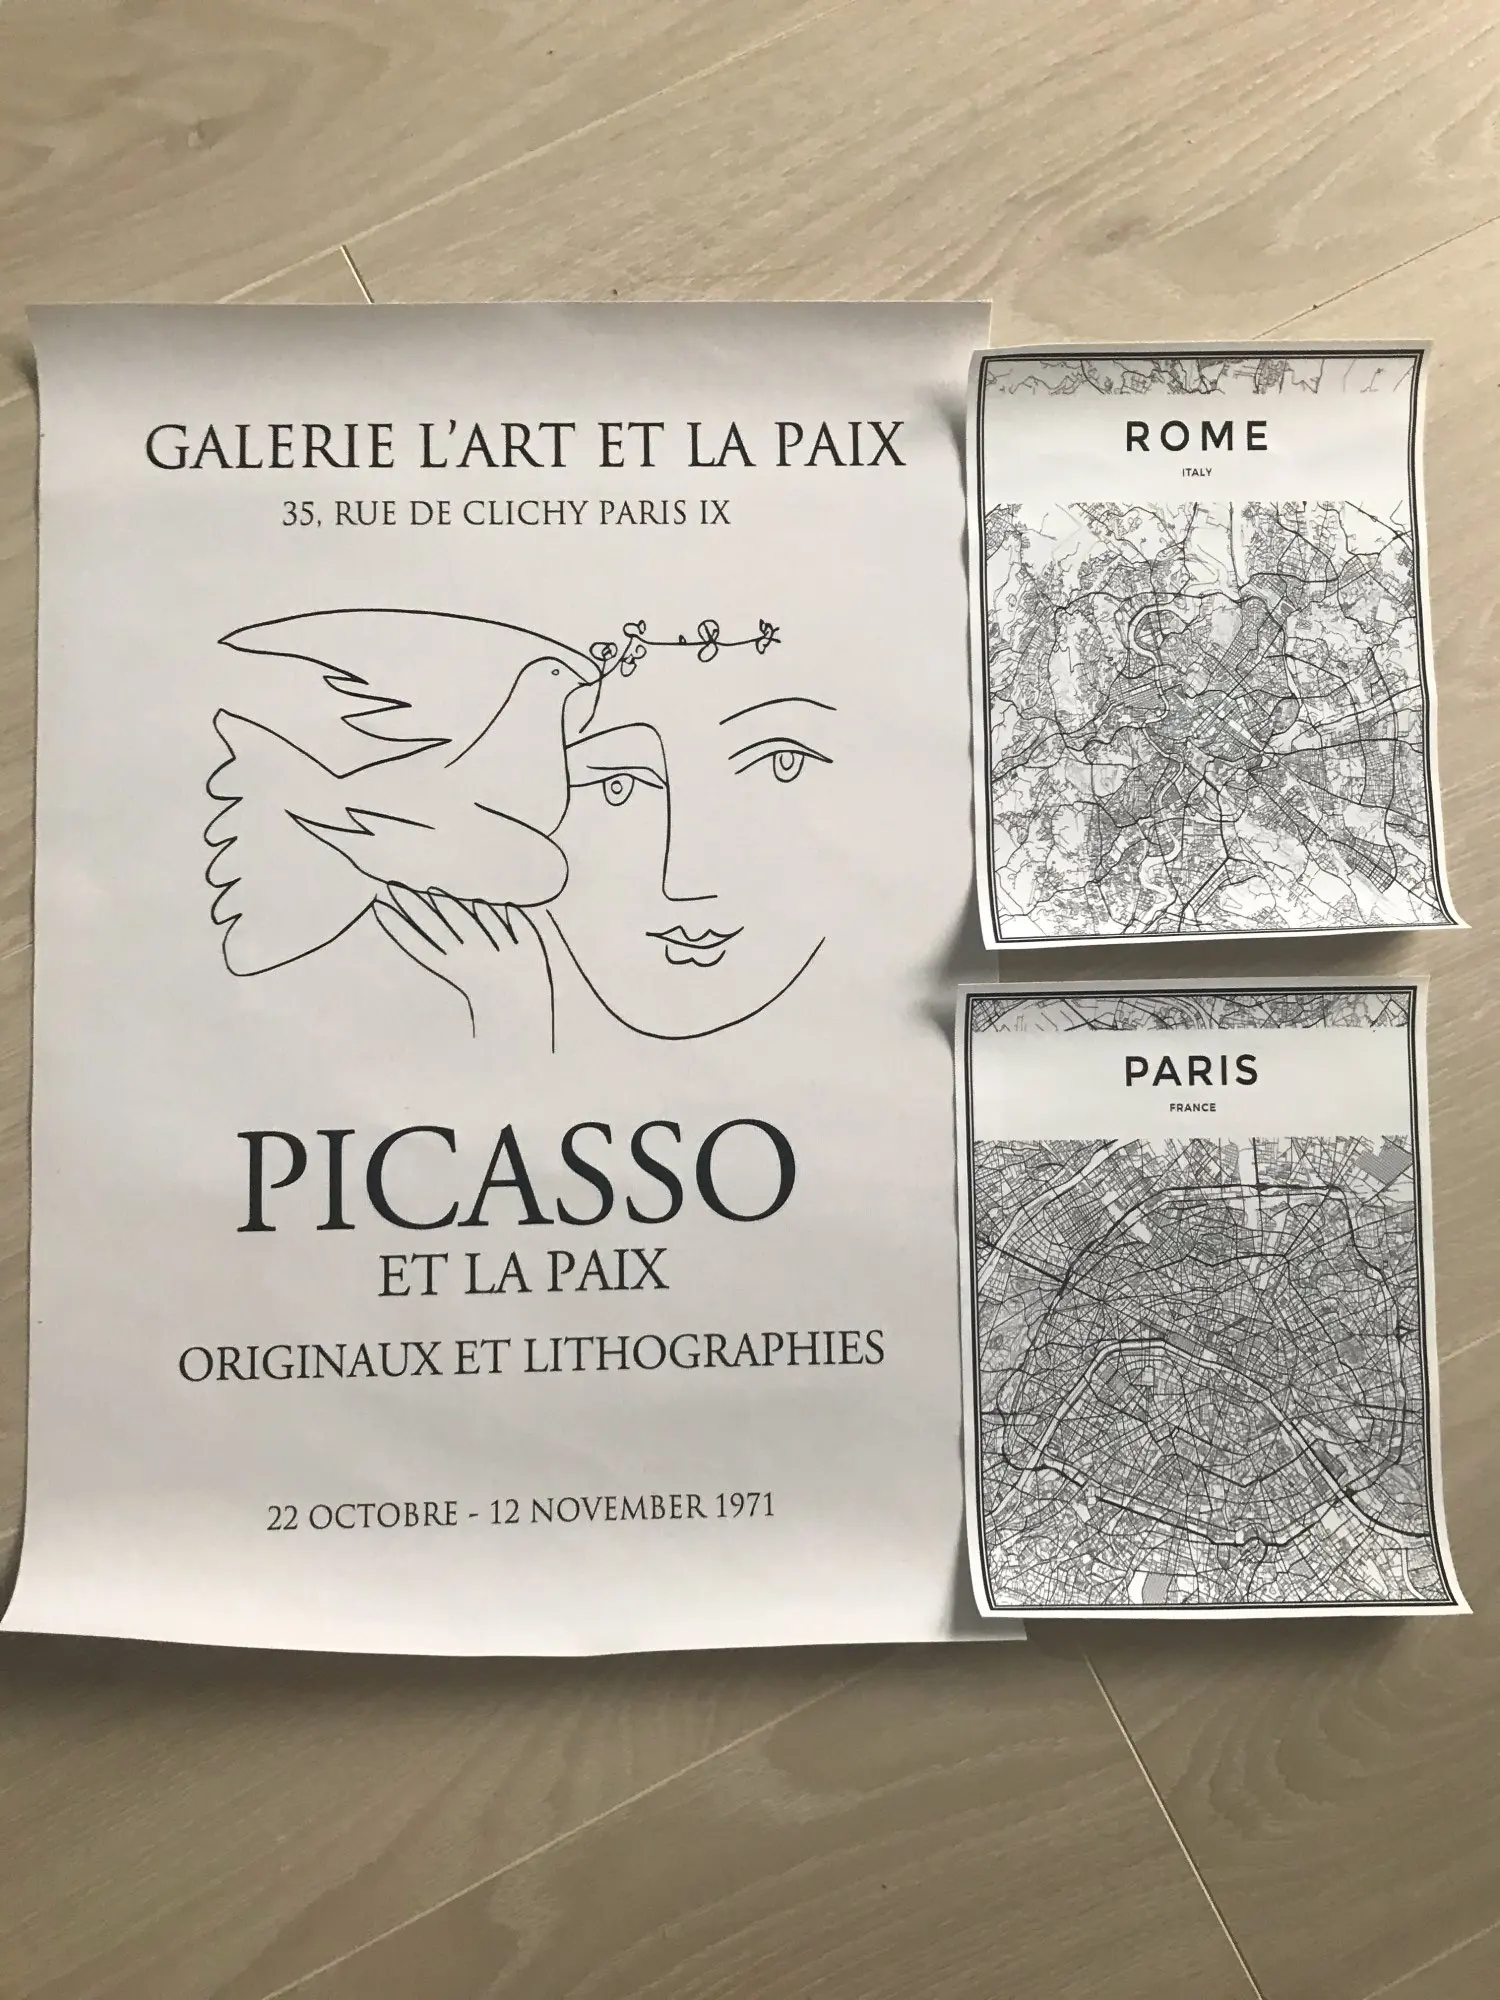 GALERIE L'ART ET LA PAIX
35, RUE DE CLICHY PARIS IX
PICASSO
ET LA PAIX
ORIGINAUX ET LITHOGRAPHIES
22 OCTOBRE - 12 NOVEMBER 1971
ROME
ITALY
PARIS
FRANCE